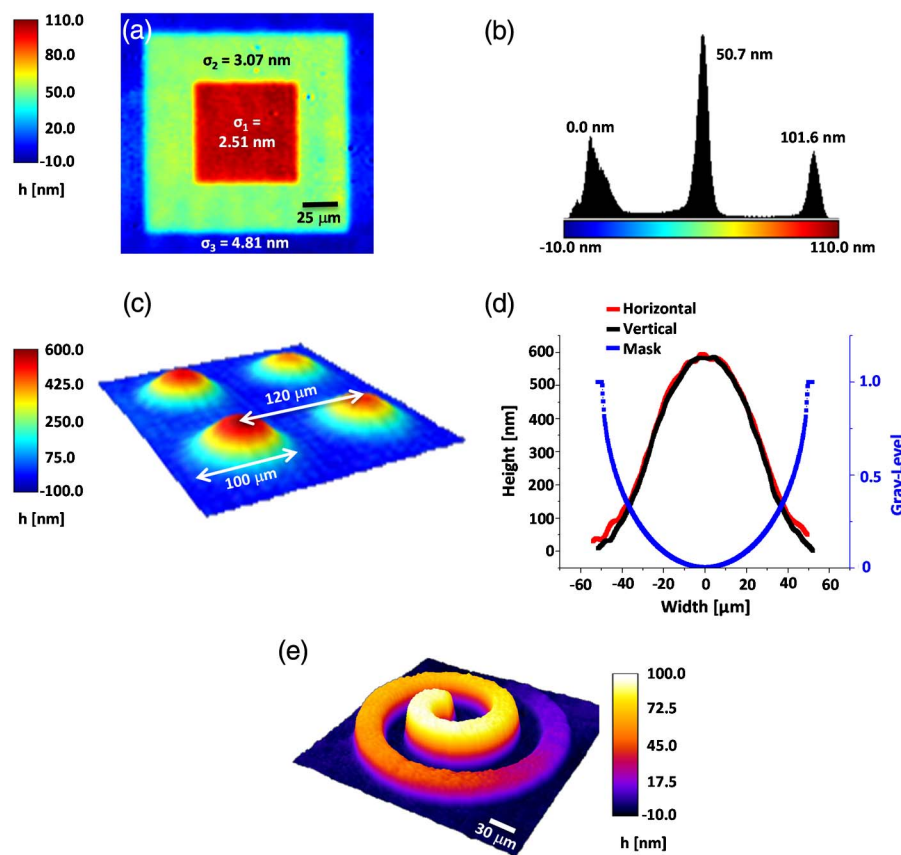 (a)
110.0
80.0
50.0
20.0
-10.0
h [nm]
σ2 = 3.07 nm
σ1 =
2.51 nm
25 µm
σ3 = 4.81 nm
(b)
50.7 nm
0.0 nm
101.6 nm
-10.0 nm
110.0 nm
(c)
600.0
425.0
250.0
75.0
-100.0
h [nm]
120 µm
100 µm
(d)
Horizontal
Vertical
Mask
600
500
400
300
200
100
0
Height [nm]
1.0
0.5
0
Gray-Level
-60 -40 -20 0 20 40 60
Width [µm]
(e)
30 µm
100.0
72.5
45.0
17.5
-10.0
h [nm]